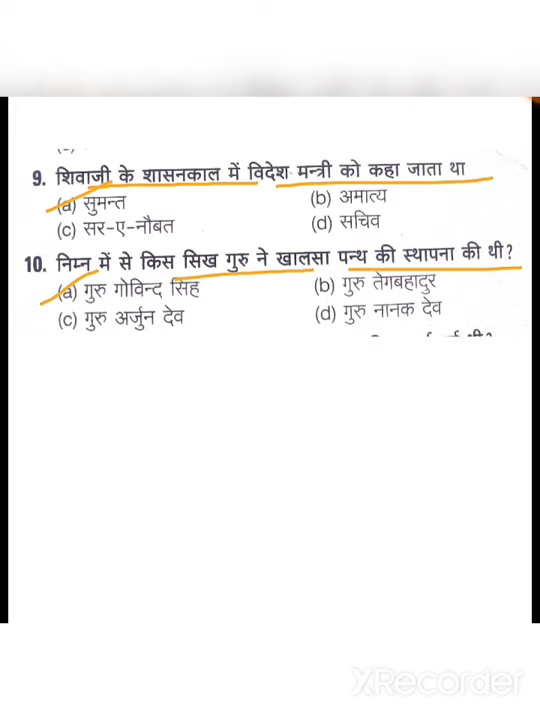 9. शिवाजी के शासनकाल में विदेश मन्त्री को कहा जाता था
(a) सुमन्त (b) अमात्य
(c) सर-ए-नौबत (d) सचिव
10. निम्न में से किस सिख गुरु ने खालसा पन्थ की स्थापना की थी?
(a) गुरु गोविन्द सिंह (b) गुरु तेगबहादुर
(c) गुरु अर्जुन देव (d) गुरु नानक देव
XRecorder